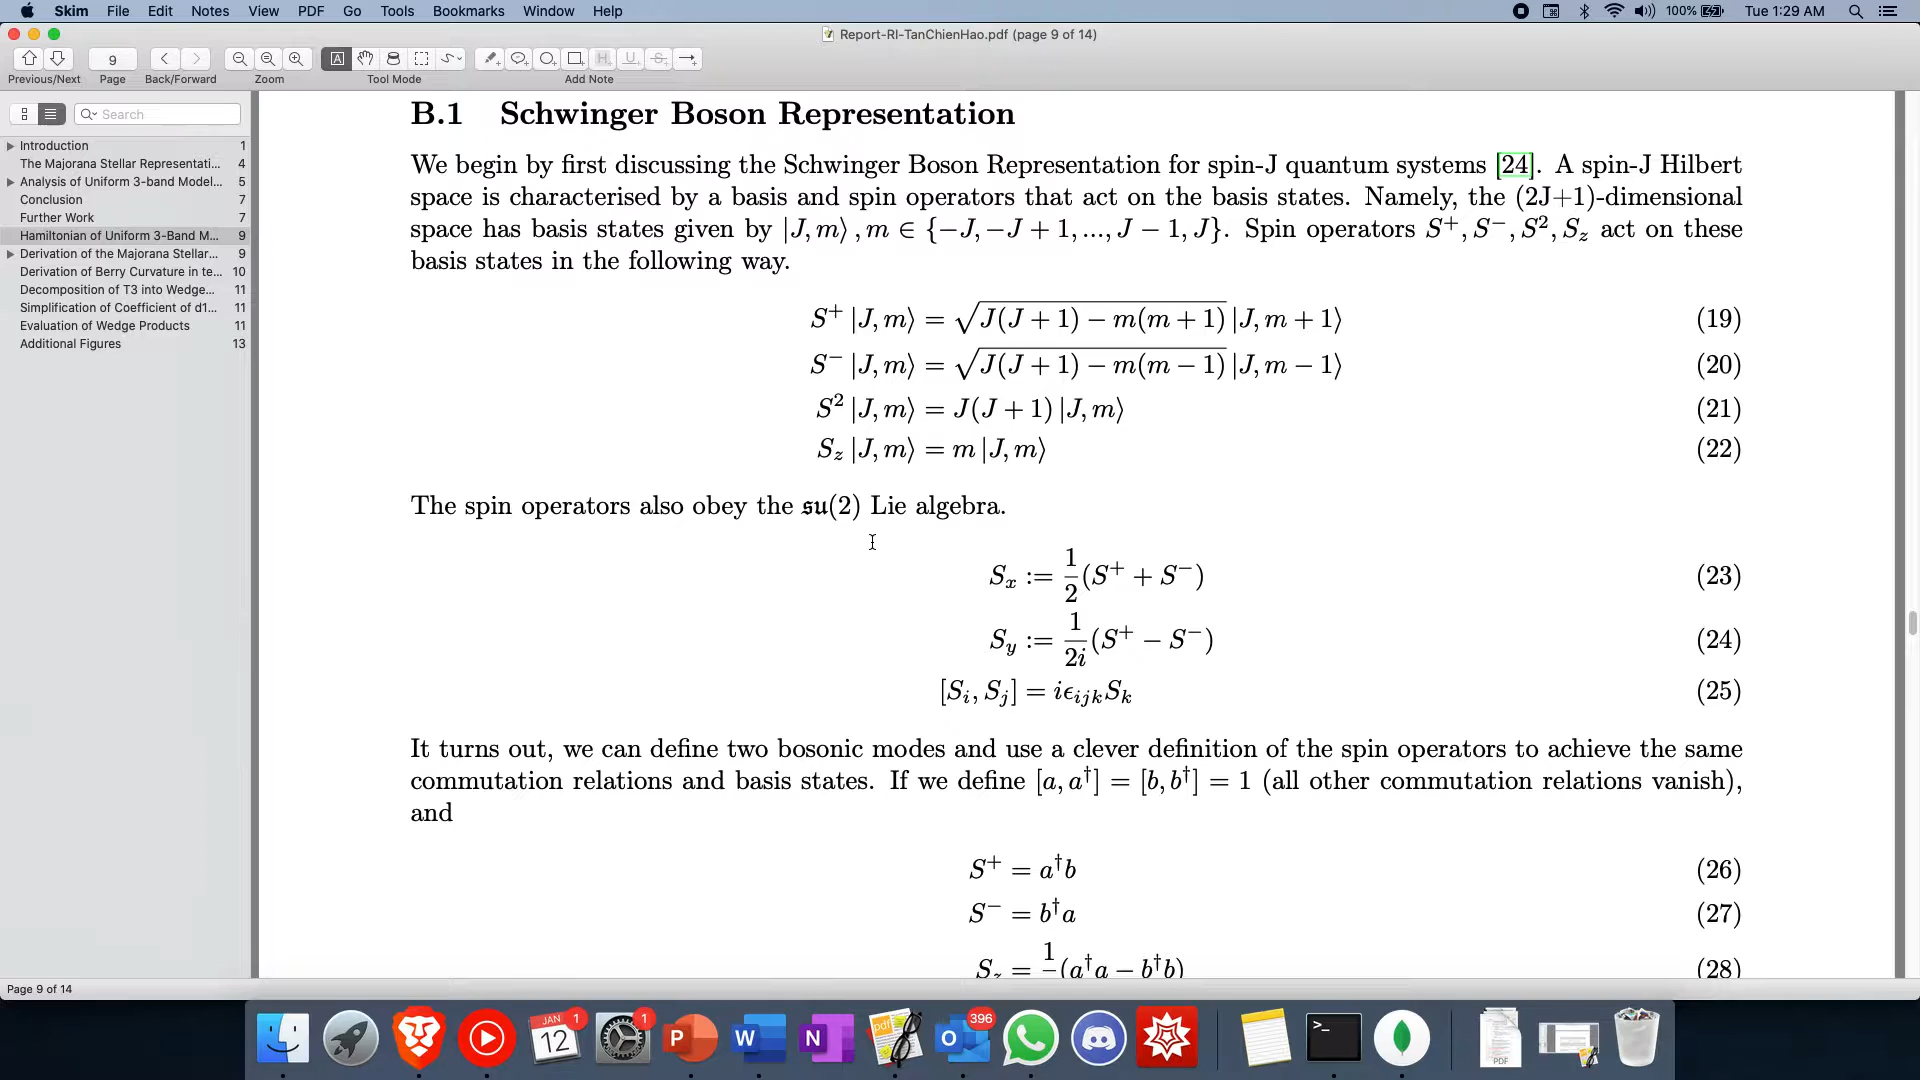 Skim File Edit Notes View PDF Go Tools Bookmarks Window Help 100% Tue 1:29 AM
Report-RI-TanChienHao.pdf (page 9 of 14)
9
Previous/Next Page Back/Forward Zoom Tool Mode Add Note
Search
Introduction 1
The Majorana Stellar Representati... 4
Analysis of Uniform 3-band Model... 5
Conclusion 7
Further Work 7
Hamiltonian of Uniform 3-Band M... 9
Derivation of the Majorana Stellar... 9
Derivation of Berry Curvature in te... 10
Decomposition of T3 into Wedge... 11
Simplification of Coefficient of d1... 11
Evaluation of Wedge Products 11
Additional Figures 13
B.1 Schwinger Boson Representation
We begin by first discussing the Schwinger Boson Representation for spin-J quantum systems [24]. A spin-J Hilbert
space is characterised by a basis and spin operators that act on the basis states. Namely, the (2J+1)-dimensional
space has basis states given by |J, m⟩, m ∈ {−J, −J + 1, ..., J − 1, J}. Spin operators S⁺, S⁻, S², S_z act on these
basis states in the following way.
S⁺ |J, m⟩ = √(J(J + 1) − m(m + 1)) |J, m + 1⟩ (19)
S⁻ |J, m⟩ = √(J(J + 1) − m(m − 1)) |J, m − 1⟩ (20)
S² |J, m⟩ = J(J + 1) |J, m⟩ (21)
S_z |J, m⟩ = m |J, m⟩ (22)
The spin operators also obey the 𝔰𝔲(2) Lie algebra.
S_x := 1/2 (S⁺ + S⁻) (23)
S_y := 1/2i (S⁺ − S⁻) (24)
[S_i, S_j] = iϵ_ijk S_k (25)
It turns out, we can define two bosonic modes and use a clever definition of the spin operators to achieve the same
commutation relations and basis states. If we define [a, a†] = [b, b†] = 1 (all other commutation relations vanish),
and
S⁺ = a†b (26)
S⁻ = b†a (27)
S_z = 1/ (a†a − b†b) (28)
Page 9 of 14
JAN 12 1 1 396